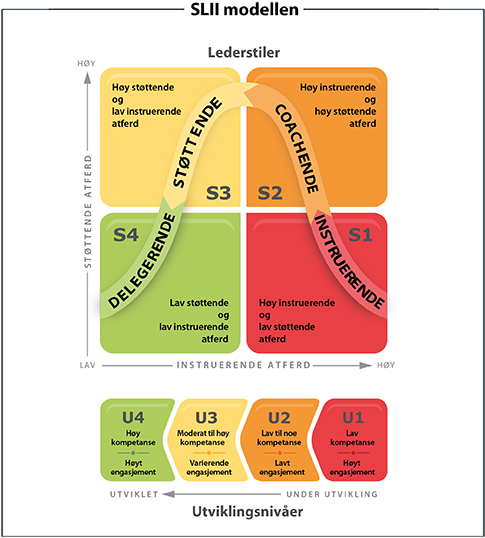 SLII modellen
Lederstiler
HØY
STØTTENDE ATFERD
Høy støttende
og
lav instruerende
atferd
S3
STØTTENDE
Høy instruerende
og
høy støttende
atferd
S2
COACHENDE
S4
DELEGERENDE
Lav støttende
og
lav instruerende
atferd
S1
INSTRUERENDE
Høy instruerende
og
lav støttende
atferd
LAV
INSTRUERENDE ATFERD
HØY
U4
Høy
kompetanse
Høyt
engasjement
U3
Moderat til høy
kompetanse
Varierende
engasjement
U2
Lav til noe
kompetanse
Lavt
engasjement
U1
Lav
kompetanse
Høyt
engasjement
UTVIKLET
UNDER UTVIKLING
Utviklingsnivåer